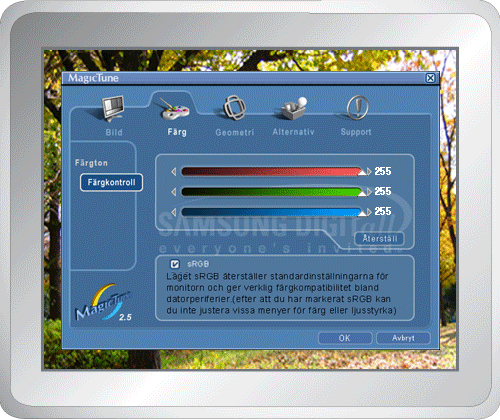 MagicTune
Bild
Färg
Geometri
Alternativ
Support
Färgton
Färgkontroll
255
255
255
SAMSUNG DIGITall
everyone's invited
Återställ
sRGB
Läget sRGB återställer standardinställningarna för
monitorn och ger verklig färgkompatibilitet bland
datorperiferier.(efter att du har markerat sRGB kan
du inte justera vissa menyer för färg eller ljusstyrka)
MagicTune
2.5
OK
Avbryt